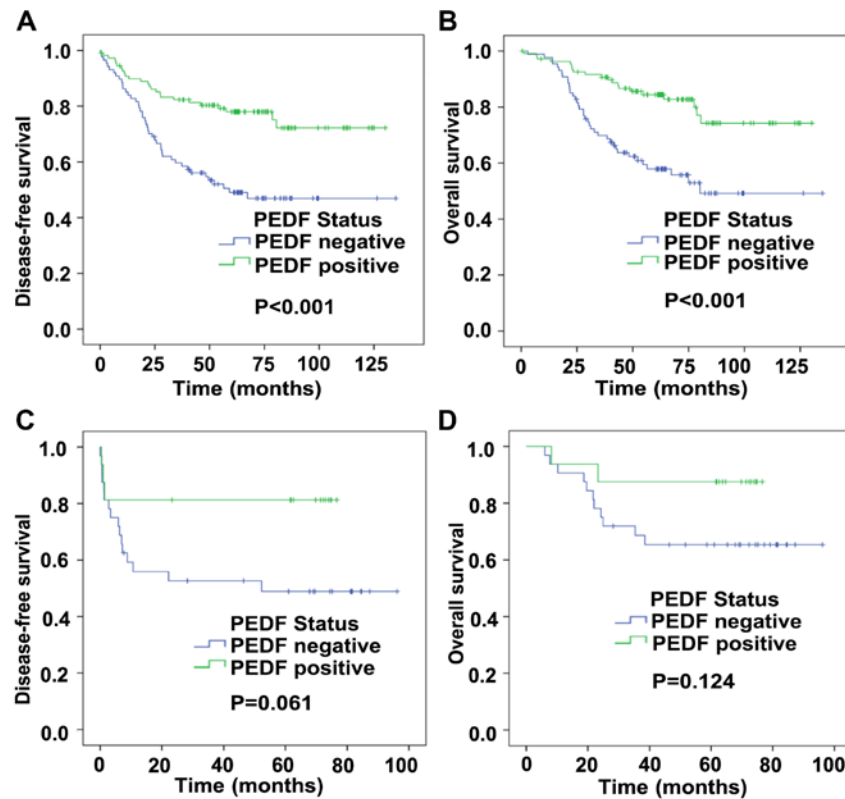 A
Disease-free survival
1.0
0.8
0.6
0.4
0.2
0.0
PEDF Status
PEDF negative
PEDF positive
P<0.001
0 25 50 75 100 125
Time (months)
B
Overall survival
1.0
0.8
0.6
0.4
0.2
0.0
PEDF Status
PEDF negative
PEDF positive
P<0.001
0 25 50 75 100 125
Time (months)
C
Disease-free survival
1.0
0.8
0.6
0.4
0.2
0.0
PEDF Status
PEDF negative
PEDF positive
P=0.061
0 20 40 60 80 100
Time (months)
D
Overall survival
1.0
0.8
0.6
0.4
0.2
0.0
PEDF Status
PEDF negative
PEDF positive
P=0.124
0 20 40 60 80 100
Time (months)